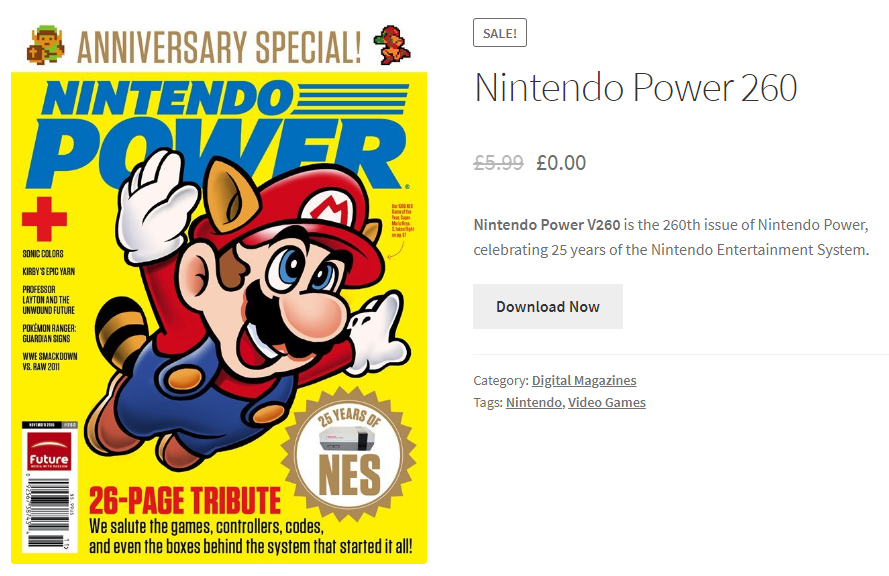 ANNIVERSARY SPECIAL!
NINTENDO
POWER
M
SONIC COLORS
KIRBY'S EPIC YARN
PROFESSOR
LAYTON AND THE
UNWOUND FUTURE
POKÉMON RANGER:
GUARDIAN SIGNS
WWE SMACKDOWN
VS. RAW 2011
Future
25 YEARS OF
NES
26-PAGE TRIBUTE
We salute the games, controllers, codes,
and even the boxes behind the system that started it all!
SALE!
Nintendo Power 260
£5.99 £0.00
Nintendo Power V260 is the 260th issue of Nintendo Power,
celebrating 25 years of the Nintendo Entertainment System.
Download Now
Category: Digital Magazines
Tags: Nintendo, Video Games